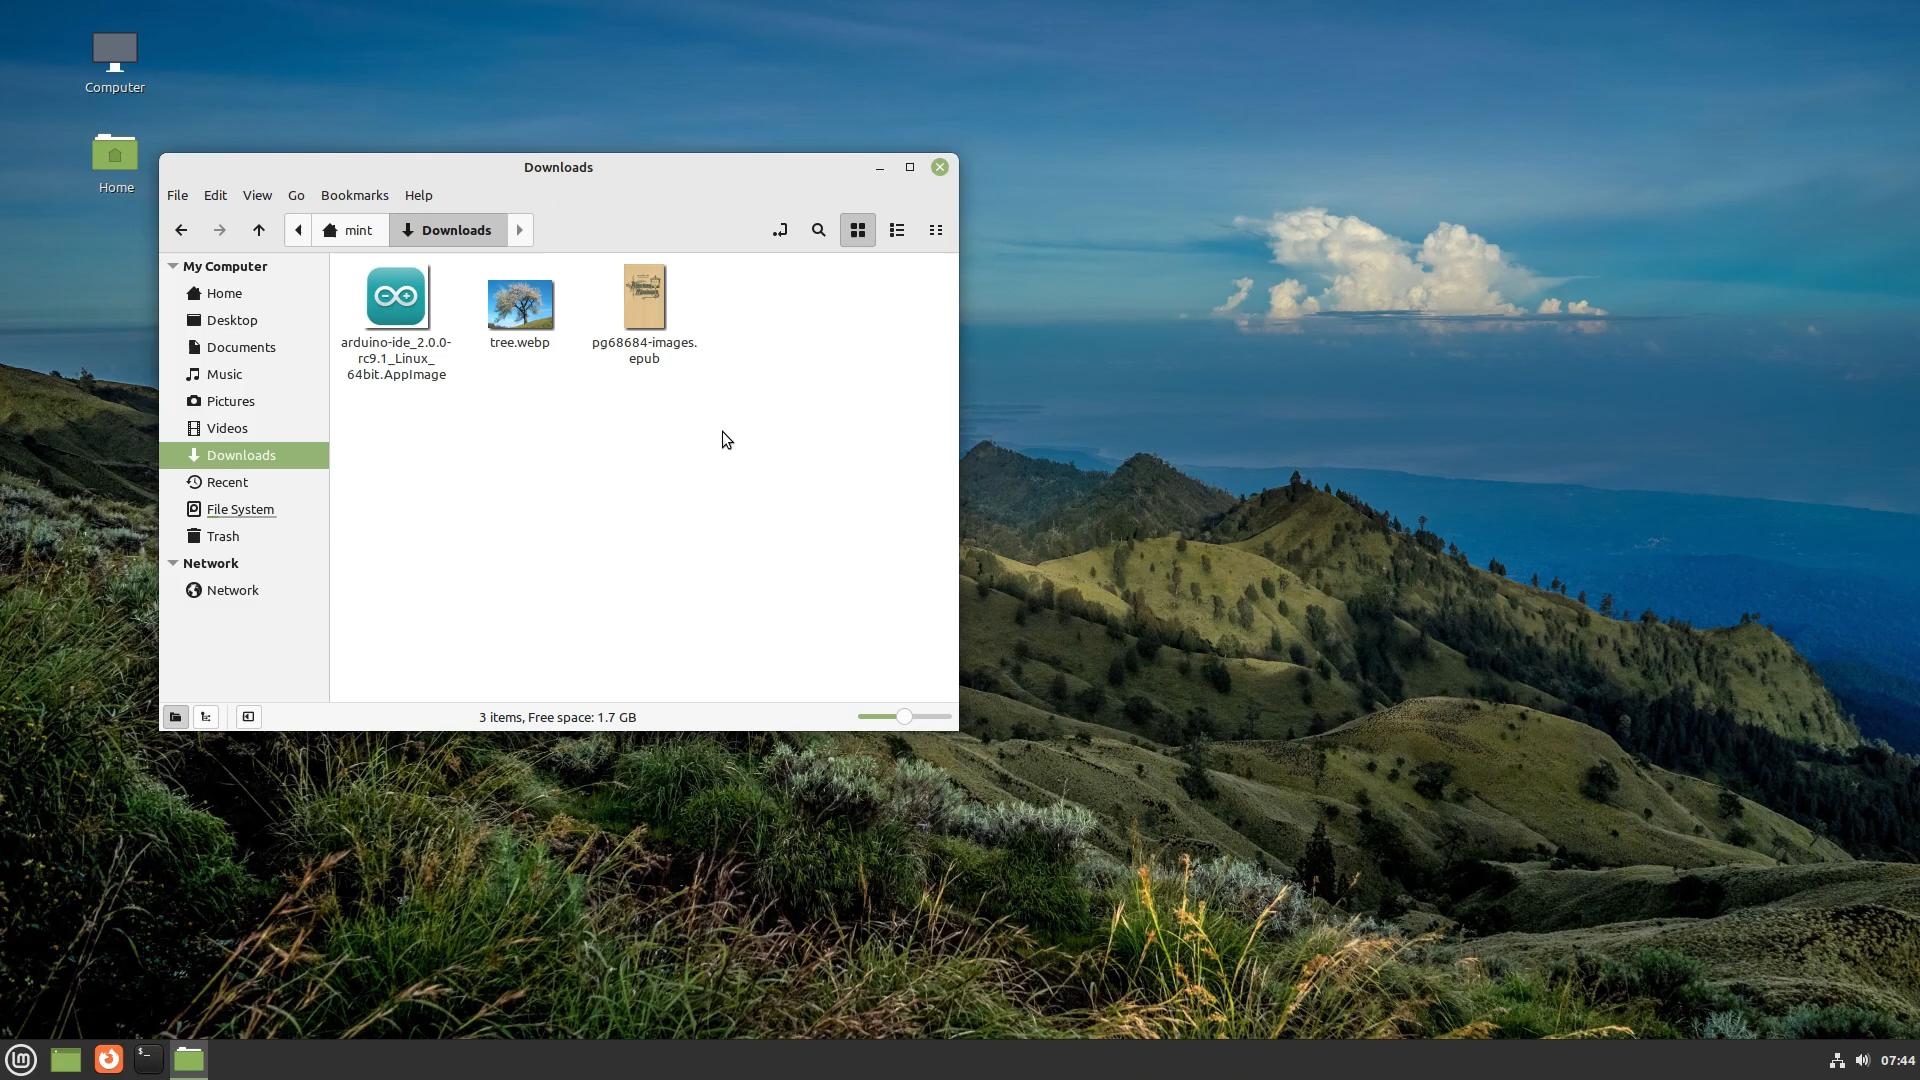 Computer
Home
Downloads
File Edit View Go Bookmarks Help
mint Downloads
My Computer
Home
Desktop
Documents
Music
Pictures
Videos
Downloads
Recent
File System
Trash
Network
Network
arduino-ide_2.0.0-
rc9.1_Linux_
64bit.AppImage
tree.webp
pg68684-images.
epub
3 items, Free space: 1.7 GB
07:44